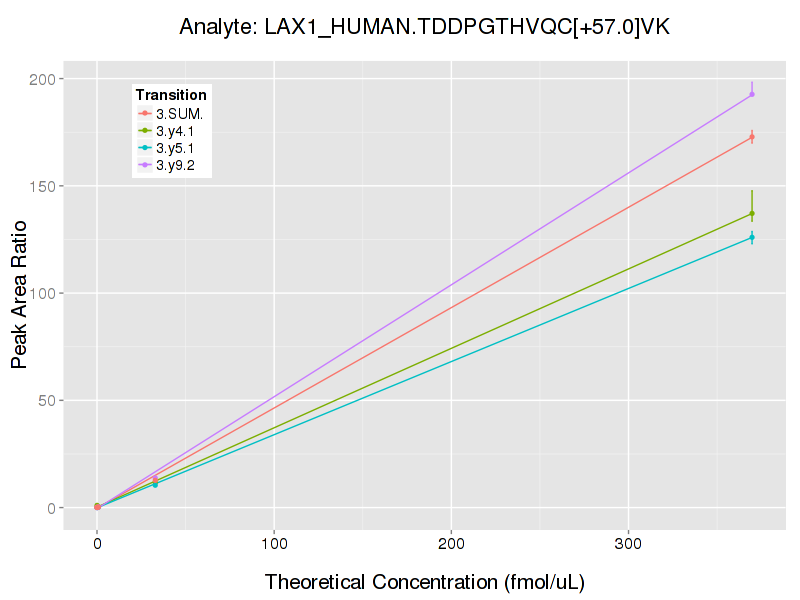 Analyte: LAX1_HUMAN.TDDPGTHVQC[+57.0]VK
Transition
3.SUM.
3.y4.1
3.y5.1
3.y9.2
200
150
100
50
0
Peak Area Ratio
0 100 200 300
Theoretical Concentration (fmol/uL)